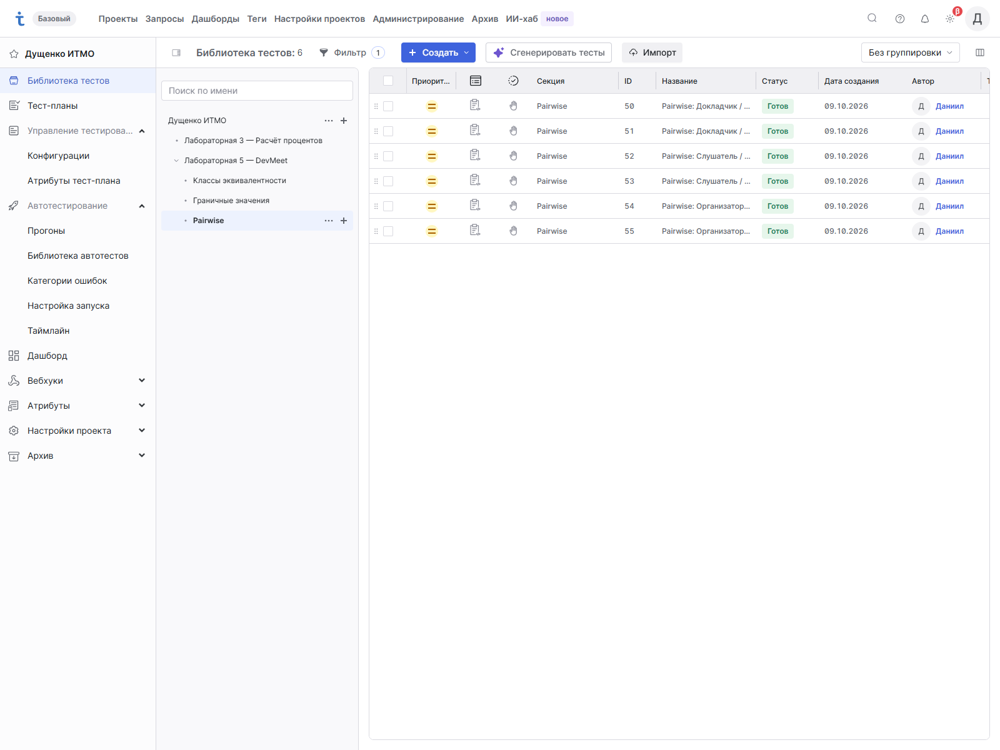 Базовый
Проекты Запросы Дашборды Теги Настройки проектов Администрирование Архив ИИ-хаб новое
β
Д
Дущенко ИТМО
Библиотека тестов
Тест-планы
Управление тестирова...
Конфигурации
Атрибуты тест-плана
Автотестирование
Прогоны
Библиотека автотестов
Категории ошибок
Настройка запуска
Таймлайн
Дашборд
Вебхуки
Атрибуты
Настройки проекта
Архив
Библиотека тестов: 6
Фильтр 1
Создать
Сгенерировать тесты
Импорт
Без группировки
Поиск по имени
Дущенко ИТМО
Лабораторная 3 — Расчёт процентов
Лабораторная 5 — DevMeet
Классы эквивалентности
Граничные значения
Pairwise
Приорит... Секция ID Название Статус Дата создания Автор
Pairwise 50 Pairwise: Докладчик / ... Готов 09.10.2026 Д Даниил
Pairwise 51 Pairwise: Докладчик / ... Готов 09.10.2026 Д Даниил
Pairwise 52 Pairwise: Слушатель / ... Готов 09.10.2026 Д Даниил
Pairwise 53 Pairwise: Слушатель / ... Готов 09.10.2026 Д Даниил
Pairwise 54 Pairwise: Организатор... Готов 09.10.2026 Д Даниил
Pairwise 55 Pairwise: Организатор... Готов 09.10.2026 Д Даниил